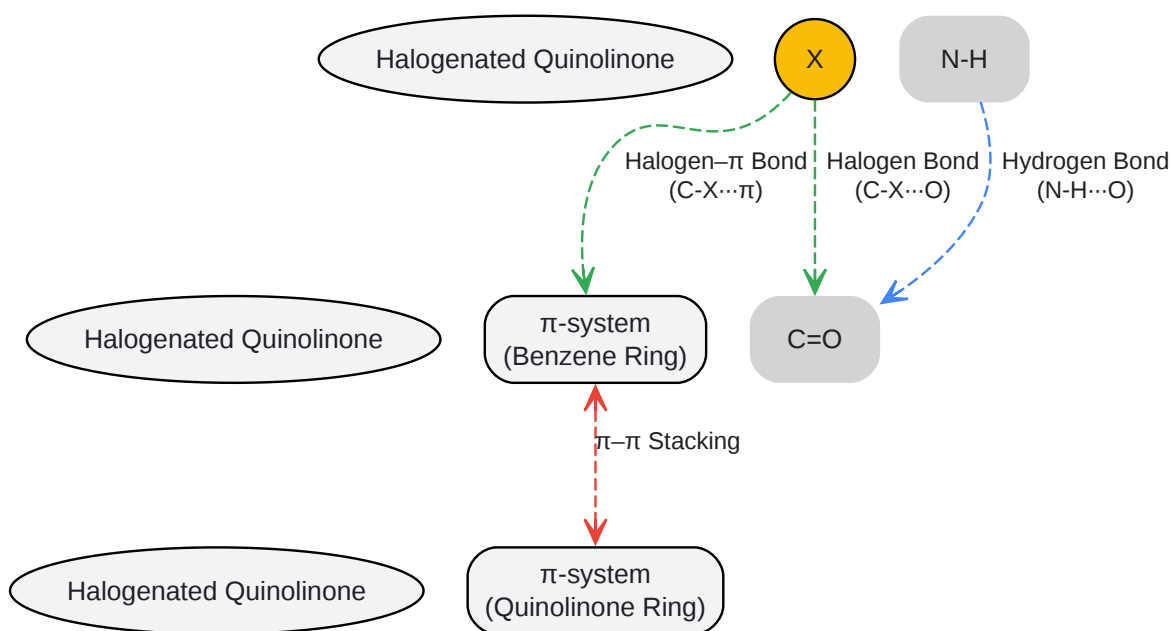 Halogenated Quinolinone
X
N-H
Halogen–π Bond
(C-X···π)
Halogen Bond
(C-X···O)
Hydrogen Bond
(N-H···O)
Halogenated Quinolinone
π-system
(Benzene Ring)
C=O
π–π Stacking
Halogenated Quinolinone
π-system
(Quinolinone Ring)